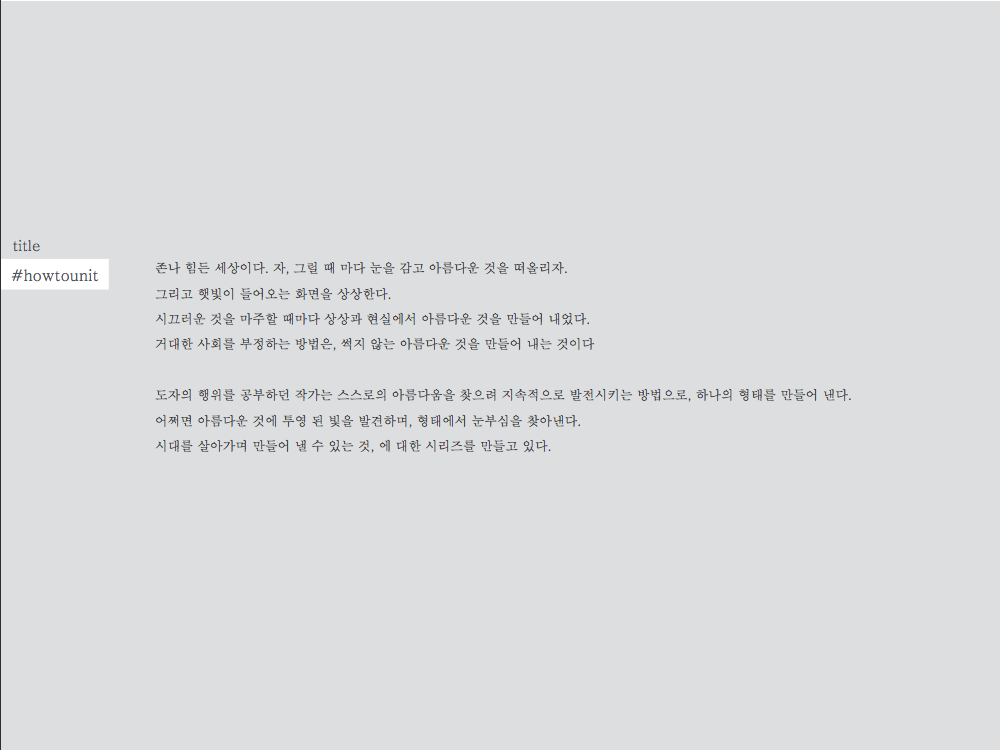 title
#howtounit
존나 힘든 세상이다. 자, 그럴 때 마다 눈을 감고 아름다운 것을 떠올리자.
그리고 햇빛이 들어오는 화면을 상상한다.
시끄러운 것을 마주할 때마다 상상과 현실에서 아름다운 것을 만들어 내었다.
거대한 사회를 부정하는 방법은, 썩지 않는 아름다운 것을 만들어 내는 것이다
도자의 행위를 공부하던 작가는 스스로의 아름다움을 찾으려 지속적으로 발전시키는 방법으로, 하나의 형태를 만들어 낸다.
어쩌면 아름다운 것에 투영 된 빛을 발견하며, 형태에서 눈부심을 찾아낸다.
시대를 살아가며 만들어 낼 수 있는 것, 에 대한 시리즈를 만들고 있다.